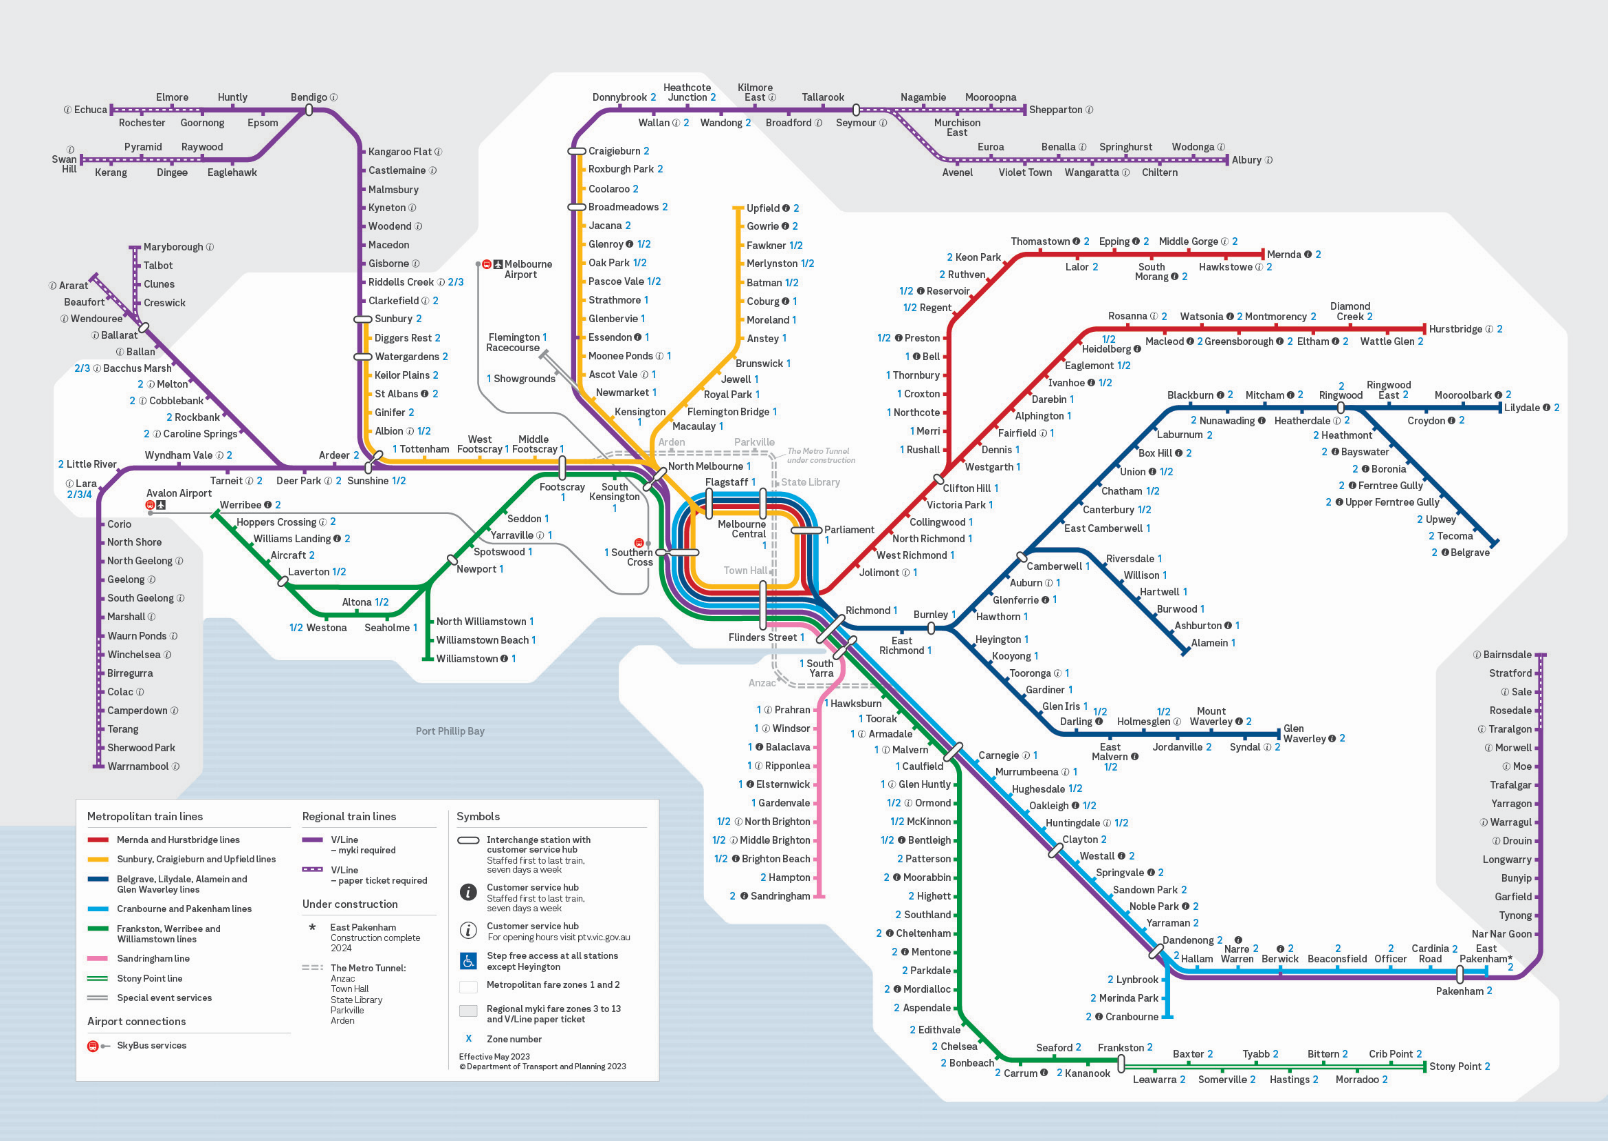 ⓘ Echuca
Elmore
Huntly
Bendigo ⓘ
Rochester
Goornong
Epsom
ⓘ
Swan
Hill
Pyramid
Raywood
Kerang
Dingee
Eaglehawk
Kangaroo Flat ⓘ
Castlemaine ⓘ
Malmsbury
Kyneton ⓘ
Woodend ⓘ
Macedon
Gisborne ⓘ
Riddells Creek ⓘ 2/3
Clarkefield ⓘ 2
Sunbury 2
Diggers Rest 2
Watergardens 2
Keilor Plains 2
St Albans ⓘ 2
Ginifer 2
Albion ⓘ 1/2
Maryborough ⓘ
Talbot
Clunes
Creswick
ⓘ Ararat
Beaufort
ⓘ Wendouree
ⓘ Ballarat
ⓘ Ballan
2/3 ⓘ Bacchus Marsh
2 ⓘ Melton
2 ⓘ Cobblebank
2 Rockbank
2 ⓘ Caroline Springs
2 Little River
Wyndham Vale ⓘ 2
Ardeer 2
Tarneit ⓘ 2
Deer Park ⓘ 2
Sunshine 1/2
ⓘ Lara
2/3/4
Avalon Airport
Corio
North Shore
North Geelong ⓘ
Geelong ⓘ
South Geelong ⓘ
Marshall ⓘ
Waurn Ponds ⓘ
Winchelsea ⓘ
Birregurra
Colac ⓘ
Camperdown ⓘ
Terang
Sherwood Park
Warrnambool ⓘ
Werribee ⓘ 2
Hoppers Crossing ⓘ 2
Williams Landing ⓘ 2
Aircraft 2
Laverton 1/2
Altona 1/2
1/2 Westona
Seaholme 1
North Williamstown 1
Williamstown Beach 1
Williamstown ⓘ 1
Newport 1
Spotswood 1
Yarraville ⓘ 1
Seddon 1
Footscray
1
South
Kensington
1
1 Tottenham
West
Footscray 1
Middle
Footscray 1
Donnybrook 2
Heathcote
Junction 2
Kilmore
East ⓘ
Tallarook
Wallan ⓘ 2
Wandong 2
Broadford ⓘ
Seymour ⓘ
Nagambie
Mooroopna
Murchison
East
Shepparton ⓘ
Euroa
Benalla ⓘ
Springhurst
Wodonga ⓘ
Avenel
Violet Town
Wangaratta ⓘ
Chiltern
Albury ⓘ
Craigieburn 2
Roxburgh Park 2
Coolaroo 2
Broadmeadows 2
Jacana 2
Glenroy ⓘ 1/2
Oak Park 1/2
Pascoe Vale 1/2
Strathmore 1
Glenbervie 1
Essendon ⓘ 1
Moonee Ponds ⓘ 1
Ascot Vale ⓘ 1
Newmarket 1
Kensington
1
Melbourne
Airport
Flemington 1
Racecourse
1 Showgrounds
Upfield ⓘ 2
Gowrie ⓘ 2
Fawkner 1/2
Merlynston 1/2
Batman 1/2
Coburg ⓘ 1
Moreland 1
Anstey 1
Brunswick 1
Jewell 1
Royal Park 1
Flemington Bridge 1
Macaulay 1
Arden
Parkville
The Metro Tunnel
under construction
State Library
North Melbourne 1
Flagstaff 1
Melbourne
Central
1
Parliament
1
1 Southern
Cross
Town Hall
Flinders Street 1
Anzac
2 Keon Park
2 Ruthven
1/2 ⓘ Reservoir
1/2 Regent
1/2 ⓘ Preston
1 ⓘ Bell
1 Thornbury
1 Croxton
1 Northcote
1 Merri
1 Rushall
Thomastown ⓘ 2
Epping ⓘ 2
Middle Gorge ⓘ 2
Lalor 2
South
Morang ⓘ 2
Hawkstowe ⓘ 2
Mernda ⓘ 2
Rosanna ⓘ 2
Watsonia ⓘ 2
Montmorency 2
Diamond
Creek 2
Macleod ⓘ 2
Greensborough ⓘ 2
Eltham ⓘ 2
Wattle Glen 2
Hurstbridge ⓘ 2
1/2
Heidelberg ⓘ
Eaglemont 1/2
Ivanhoe ⓘ 1/2
Darebin 1
Alphington 1
Fairfield ⓘ 1
Dennis 1
Westgarth 1
Clifton Hill 1
Victoria Park 1
Collingwood 1
North Richmond 1
West Richmond 1
Jolimont ⓘ 1
Blackburn ⓘ 2
Mitcham ⓘ 2
2
Ringwood
Ringwood
East 2
Mooroolbark ⓘ 2
2 Nunawading ⓘ
Heatherdale ⓘ 2
Croydon ⓘ 2
Lilydale ⓘ 2
Laburnum 2
Box Hill ⓘ 2
Union ⓘ 1/2
Chatham 1/2
Canterbury 1/2
East Camberwell 1
2 Heathmont
2 ⓘ Bayswater
2 ⓘ Boronia
2 ⓘ Ferntree Gully
2 ⓘ Upper Ferntree Gully
2 Upwey
2 Tecoma
2 ⓘ Belgrave
Camberwell 1
Auburn ⓘ 1
Glenferrie ⓘ 1
Hawthorn 1
Riversdale 1
Willison 1
Hartwell 1
Burwood 1
Ashburton ⓘ 1
Alamein 1
Richmond 1
Burnley 1
East
Richmond 1
Heyington 1
Kooyong 1
Tooronga ⓘ 1
Gardiner 1
Glen Iris 1
1/2
Darling ⓘ
1/2
Holmesglen ⓘ
Mount
Waverley ⓘ 2
East
Malvern ⓘ
1/2
Jordanville 2
Syndal ⓘ 2
Glen
Waverley ⓘ 2
1 South
Yarra
1 ⓘ Prahran
1 ⓘ Windsor
1 ⓘ Balaclava
1 ⓘ Ripponlea
1 ⓘ Elsternwick
1 Gardenvale
1/2 ⓘ North Brighton
1/2 ⓘ Middle Brighton
1/2 ⓘ Brighton Beach
2 Hampton
2 ⓘ Sandringham
1 Hawksburn
1 Toorak
1 ⓘ Armadale
1 ⓘ Malvern
1 Caulfield
1 ⓘ Glen Huntly
1/2 ⓘ Ormond
1/2 McKinnon
1/2 ⓘ Bentleigh
2 Patterson
2 ⓘ Moorabbin
2 Highett
2 Southland
2 ⓘ Cheltenham
2 ⓘ Mentone
2 Parkdale
2 ⓘ Mordialloc
2 Aspendale
2 Edithvale
2 Chelsea
2 Bonbeach
2 Carrum ⓘ
2 Kananook
Seaford 2
Frankston 2
Leawarra 2
Baxter 2
Somerville 2
Tyabb 2
Hastings 2
Bittern 2
Morradoo 2
Crib Point 2
Stony Point 2
Carnegie ⓘ 1
Murrumbeena ⓘ 1
Hughesdale 1/2
Oakleigh ⓘ 1/2
Huntingdale ⓘ 1/2
Clayton 2
Westall ⓘ 2
Springvale ⓘ 2
Sandown Park 2
Noble Park ⓘ 2
Yarraman 2
Dandenong 2
2
Hallam
ⓘ
Narre 2
Warren
ⓘ 2
Berwick
2
Beaconsfield
2
Officer
Cardinia 2
Road
East
Pakenham*
2
Pakenham 2
2 Lynbrook
2 Merinda Park
2 ⓘ Cranbourne
ⓘ Bairnsdale
Stratford
ⓘ Sale
Rosedale
ⓘ Traralgon
ⓘ Morwell
ⓘ Moe
Trafalgar
Yarragon
ⓘ Warragul
ⓘ Drouin
Longwarry
Bunyip
Garfield
Tynong
Nar Nar Goon
Port Phillip Bay
Metropolitan train lines
Mernda and Hurstbridge lines
Sunbury, Craigieburn and Upfield lines
Belgrave, Lilydale, Alamein and
Glen Waverley lines
Cranbourne and Pakenham lines
Frankston, Werribee and
Williamstown lines
Sandringham line
Stony Point line
Special event services
Airport connections
SkyBus services
Regional train lines
V/Line
– myki required
V/Line
– paper ticket required
Under construction
* East Pakenham
Construction complete
2024
The Metro Tunnel:
Anzac
Town Hall
State Library
Parkville
Arden
Symbols
Interchange station with
customer service hub
Staffed first to last train,
seven days a week
Customer service hub
Staffed first to last train,
seven days a week
Customer service hub
For opening hours visit ptv.vic.gov.au
Step free access at all stations
except Heyington
Metropolitan fare zones 1 and 2
Regional myki fare zones 3 to 13
and V/Line paper ticket
X Zone number
Effective May 2023
© Department of Transport and Planning 2023